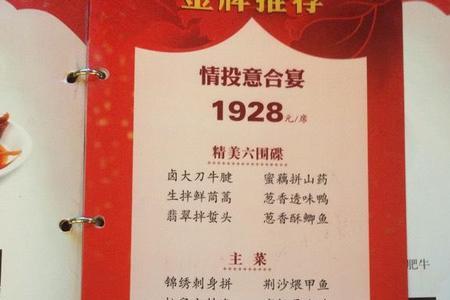 金牌推荐
情投意合宴
1928元/席
精美六围碟
卤大刀牛腱 蜜藕拼山药
生拌鲜茼蒿 葱香透味鸭
翡翠拌蜇头 葱香酥鲫鱼
主菜
锦绣刺身拼 荆沙煨甲鱼
肥牛